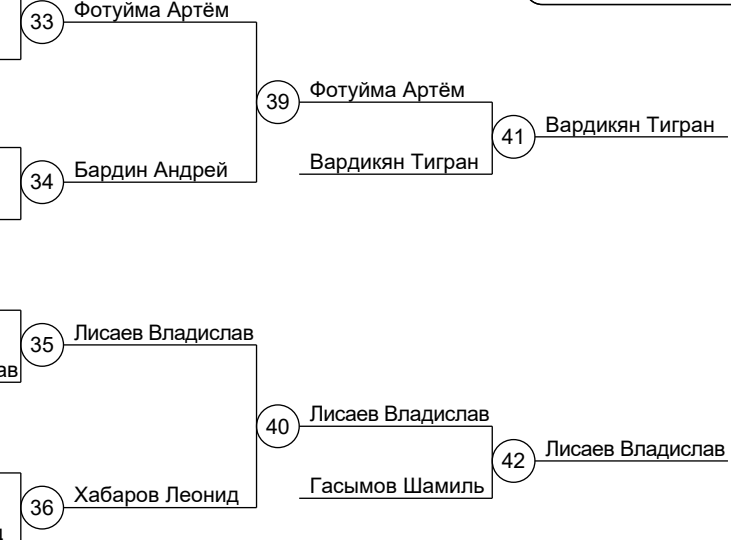 33 Фотуйма Артём
39 Фотуйма Артём
41 Вардикян Тигран
Вардикян Тигран
34 Бардин Андрей
35 Лисаев Владислав
ав
40 Лисаев Владислав
42 Лисаев Владислав
Гасымов Шамиль
36 Хабаров Леонид